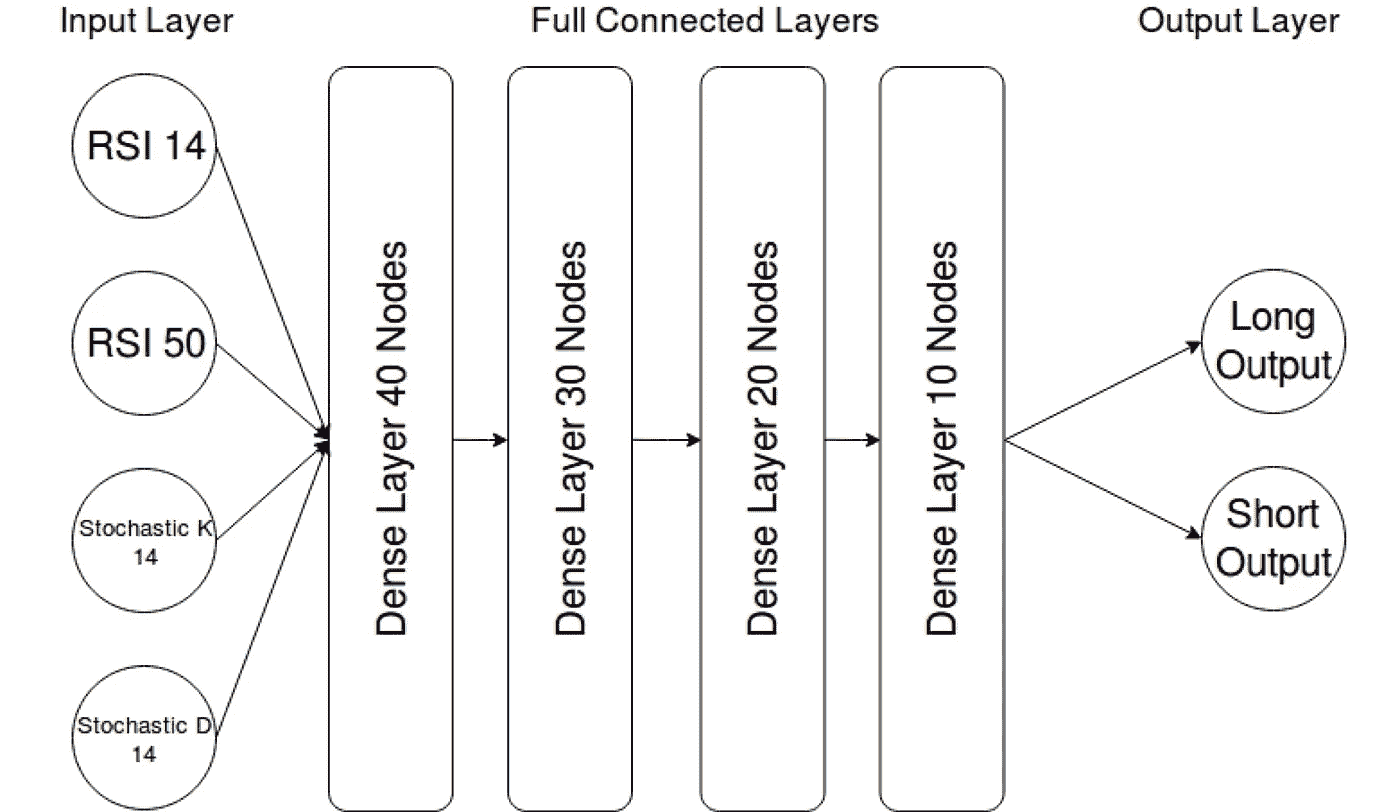 Input Layer
Full Connected Layers
Output Layer
RSI 14
RSI 50
Stochastic K
14
Stochastic D
14
Dense Layer 40 Nodes
Dense Layer 30 Nodes
Dense Layer 20 Nodes
Dense Layer 10 Nodes
Long
Output
Short
Output